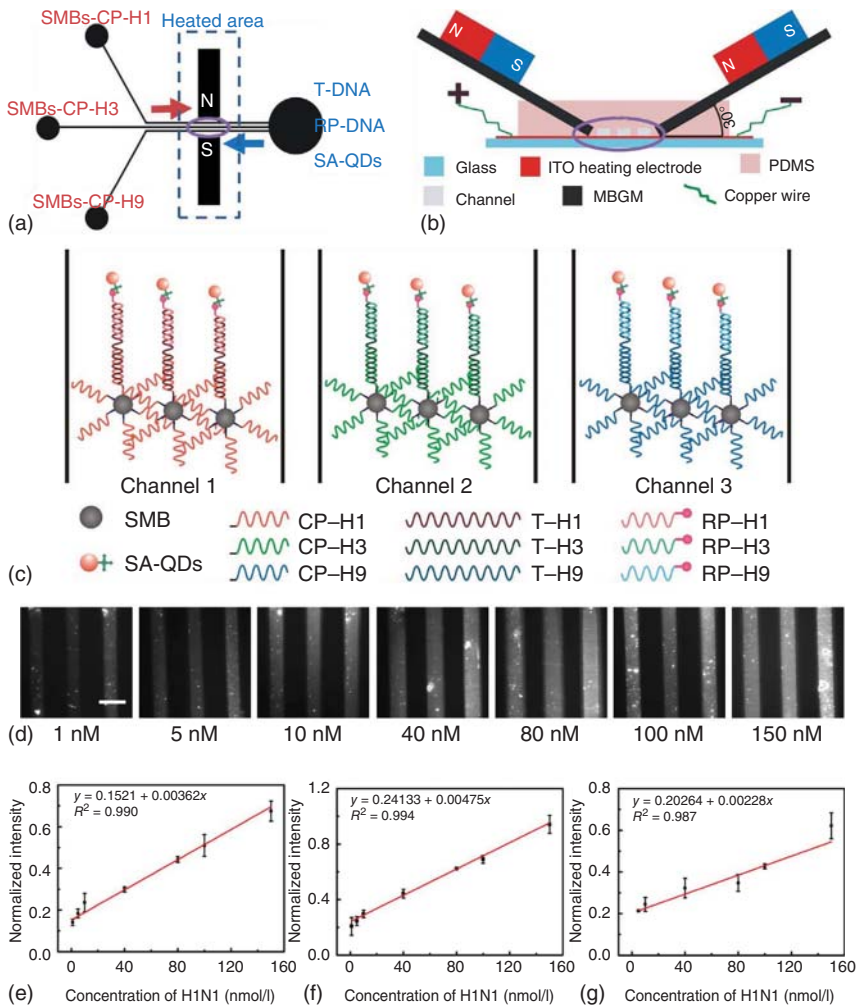 SMBs-CP-H1
Heated area
N
T-DNA
SMBs-CP-H3
RP-DNA
S
SA-QDs
SMBs-CP-H9
(a)
N
S
N
S
+
−
30°
Glass
ITO heating electrode
PDMS
Channel
MBGM
Copper wire
(b)
Channel 1
Channel 2
Channel 3
SMB
CP–H1
T–H1
RP–H1
CP–H3
T–H3
RP–H3
SA-QDs
CP–H9
T–H9
RP–H9
(c)
(d)
1 nM
5 nM
10 nM
40 nM
80 nM
100 nM
150 nM
0.8
0.6
0.4
0.2
0.0
Normalized intensity
y = 0.1521 + 0.00362x
R² = 0.990
0
40
80
120
160
(e)
Concentration of H1N1 (nmol/l)
1.2
0.8
0.4
0.0
Normalized intensity
y = 0.24133 + 0.00475x
R² = 0.994
0
40
80
120
160
(f)
Concentration of H1N1 (nmol/l)
0.8
0.6
0.4
0.2
0.0
Normalized intensity
y = 0.20264 + 0.00228x
R² = 0.987
0
40
80
120
160
(g)
Concentration of H1N1 (nmol/l)